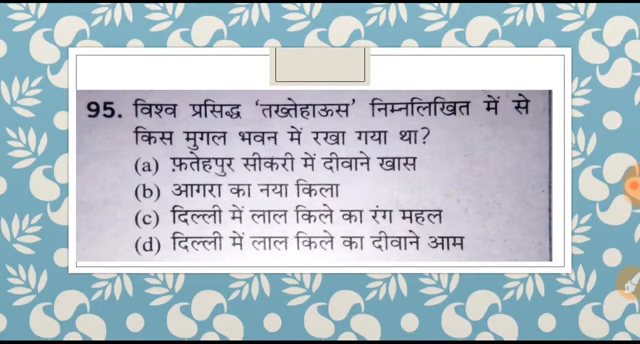 95. विश्व प्रसिद्ध 'तख्तेहाऊस' निम्नलिखित में से
किस मुगल भवन में रखा गया था?
(a) फ़तेहपुर सीकरी में दीवाने खास
(b) आगरा का नया किला
(c) दिल्ली में लाल किले का रंग महल
(d) दिल्ली में लाल किले का दीवाने आम